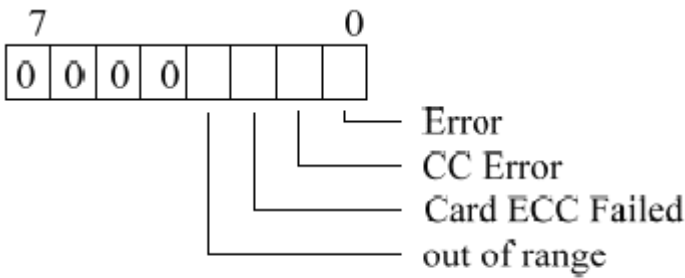 7 0
0 0 0 0
Error
CC Error
Card ECC Failed
out of range